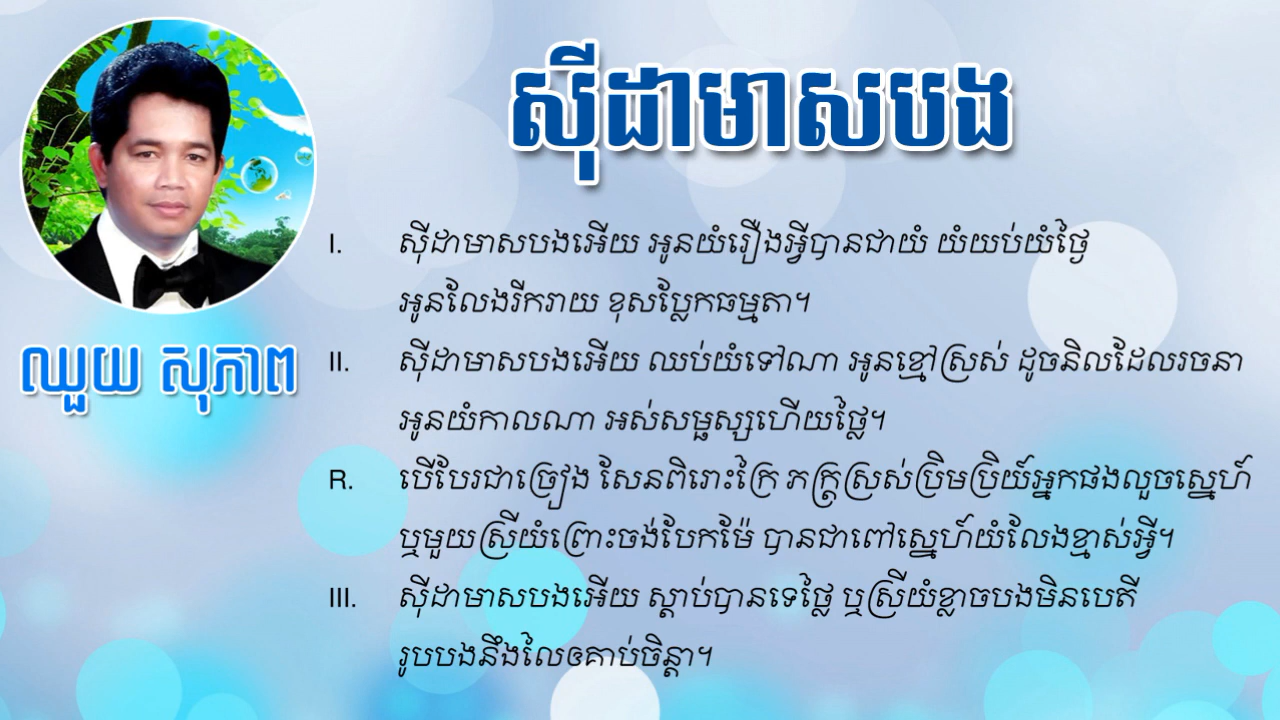 ស៊ីដាមាសបង
I. ស៊ីដាមាសបងអើយ អូនយំរឿងអ្វីបានជាយំ យំយប់យំថ្ងៃ
អូនលែងរីករាយ ខុសប្លែកធម្មតា។
ឈួយ សុភាព
II. ស៊ីដាមាសបងអើយ ឈប់យំទៅណា អូនខ្មៅស្រស់ ដូចនិលដែលរចនា
អូនយំកាលណា អស់សម្ផស្សហើយថ្លៃ។
R. បើបែរជាច្រៀង សែនពិរោះក្រៃ ភក្ត្រស្រស់ប្រិមប្រិយ៍អ្នកផងលួចស្នេហ៍
ឬមួយស្រីយំព្រោះចង់បែកម៉ែ បានជាពៅស្នេហ៍យំលែងខ្មាស់អ្វី។
III. ស៊ីដាមាសបងអើយ ស្ដាប់បានទេថ្លៃ ឬស្រីយំខ្លាចបងមិនបេតី
រូបបងនឹងលៃឲគាប់ចិន្តា។